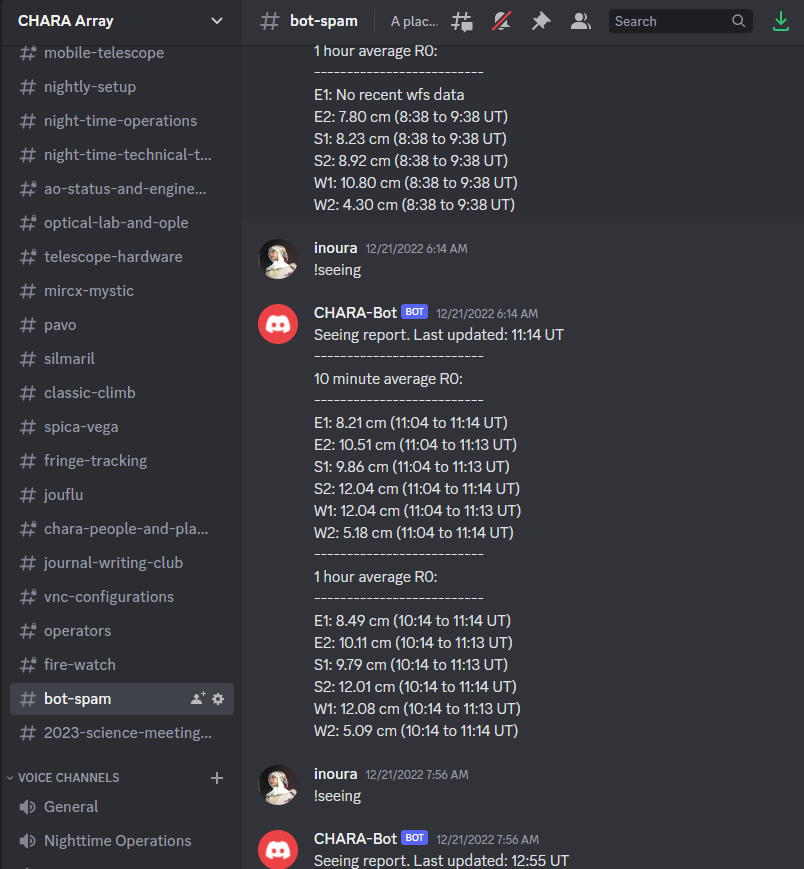 CHARA Array
mobile-telescope
nightly-setup
night-time-operations
night-time-technical-t...
ao-status-and-engine...
optical-lab-and-ople
telescope-hardware
mircx-mystic
pavo
silmaril
classic-climb
spica-vega
fringe-tracking
jouflu
chara-people-and-pla...
journal-writing-club
vnc-configurations
operators
fire-watch
bot-spam
2023-science-meeting...
VOICE CHANNELS
General
Nighttime Operations
bot-spam
A plac...
Search
1 hour average R0:
--------------------------
E1: No recent wfs data
E2: 7.80 cm (8:38 to 9:38 UT)
S1: 8.23 cm (8:38 to 9:38 UT)
S2: 8.92 cm (8:38 to 9:38 UT)
W1: 10.80 cm (8:38 to 9:38 UT)
W2: 4.30 cm (8:38 to 9:38 UT)
inoura 12/21/2022 6:14 AM
!seeing
CHARA-Bot BOT 12/21/2022 6:14 AM
Seeing report. Last updated: 11:14 UT
--------------------------
10 minute average R0:
--------------------------
E1: 8.21 cm (11:04 to 11:14 UT)
E2: 10.51 cm (11:04 to 11:13 UT)
S1: 9.86 cm (11:04 to 11:13 UT)
S2: 12.04 cm (11:04 to 11:14 UT)
W1: 12.04 cm (11:04 to 11:13 UT)
W2: 5.18 cm (11:04 to 11:14 UT)
--------------------------
1 hour average R0:
--------------------------
E1: 8.49 cm (10:14 to 11:14 UT)
E2: 10.11 cm (10:14 to 11:13 UT)
S1: 9.79 cm (10:14 to 11:13 UT)
S2: 12.01 cm (10:14 to 11:14 UT)
W1: 12.08 cm (10:14 to 11:13 UT)
W2: 5.09 cm (10:14 to 11:14 UT)
inoura 12/21/2022 7:56 AM
!seeing
CHARA-Bot BOT 12/21/2022 7:56 AM
Seeing report. Last updated: 12:55 UT